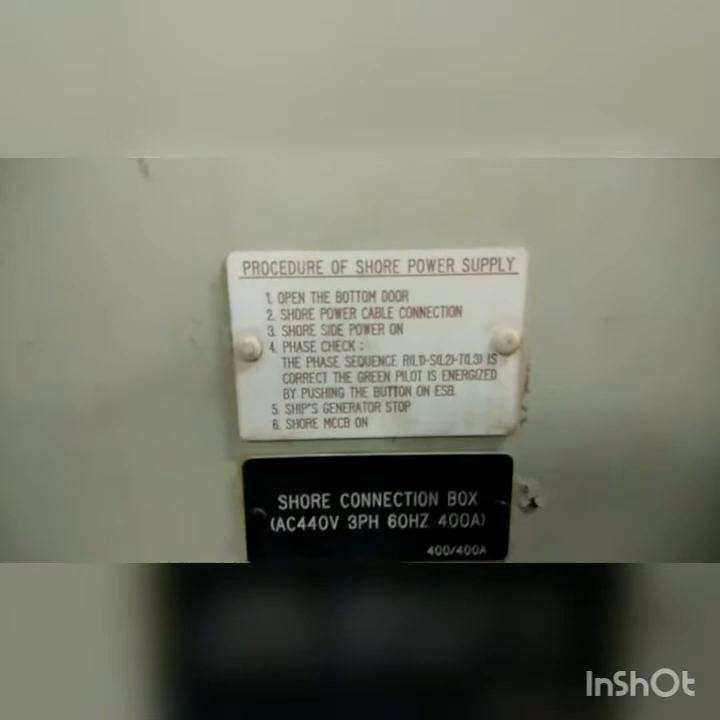 PROCEDURE OF SHORE POWER SUPPLY
1. OPEN THE BOTTOM DOOR
2. SHORE POWER CABLE CONNECTION
3. SHORE SIDE POWER ON
4. PHASE CHECK :
THE PHASE SEQUENCE R(L1)-S(L2)-T(L3) IS
CORRECT THE GREEN PILOT IS ENERGIZED
BY PUSHING THE BUTTON ON ESB.
5. SHIP'S GENERATOR STOP
6. SHORE MCCB ON
SHORE CONNECTION BOX
(AC440V 3PH 60HZ 400A)
400/400A
InShOt